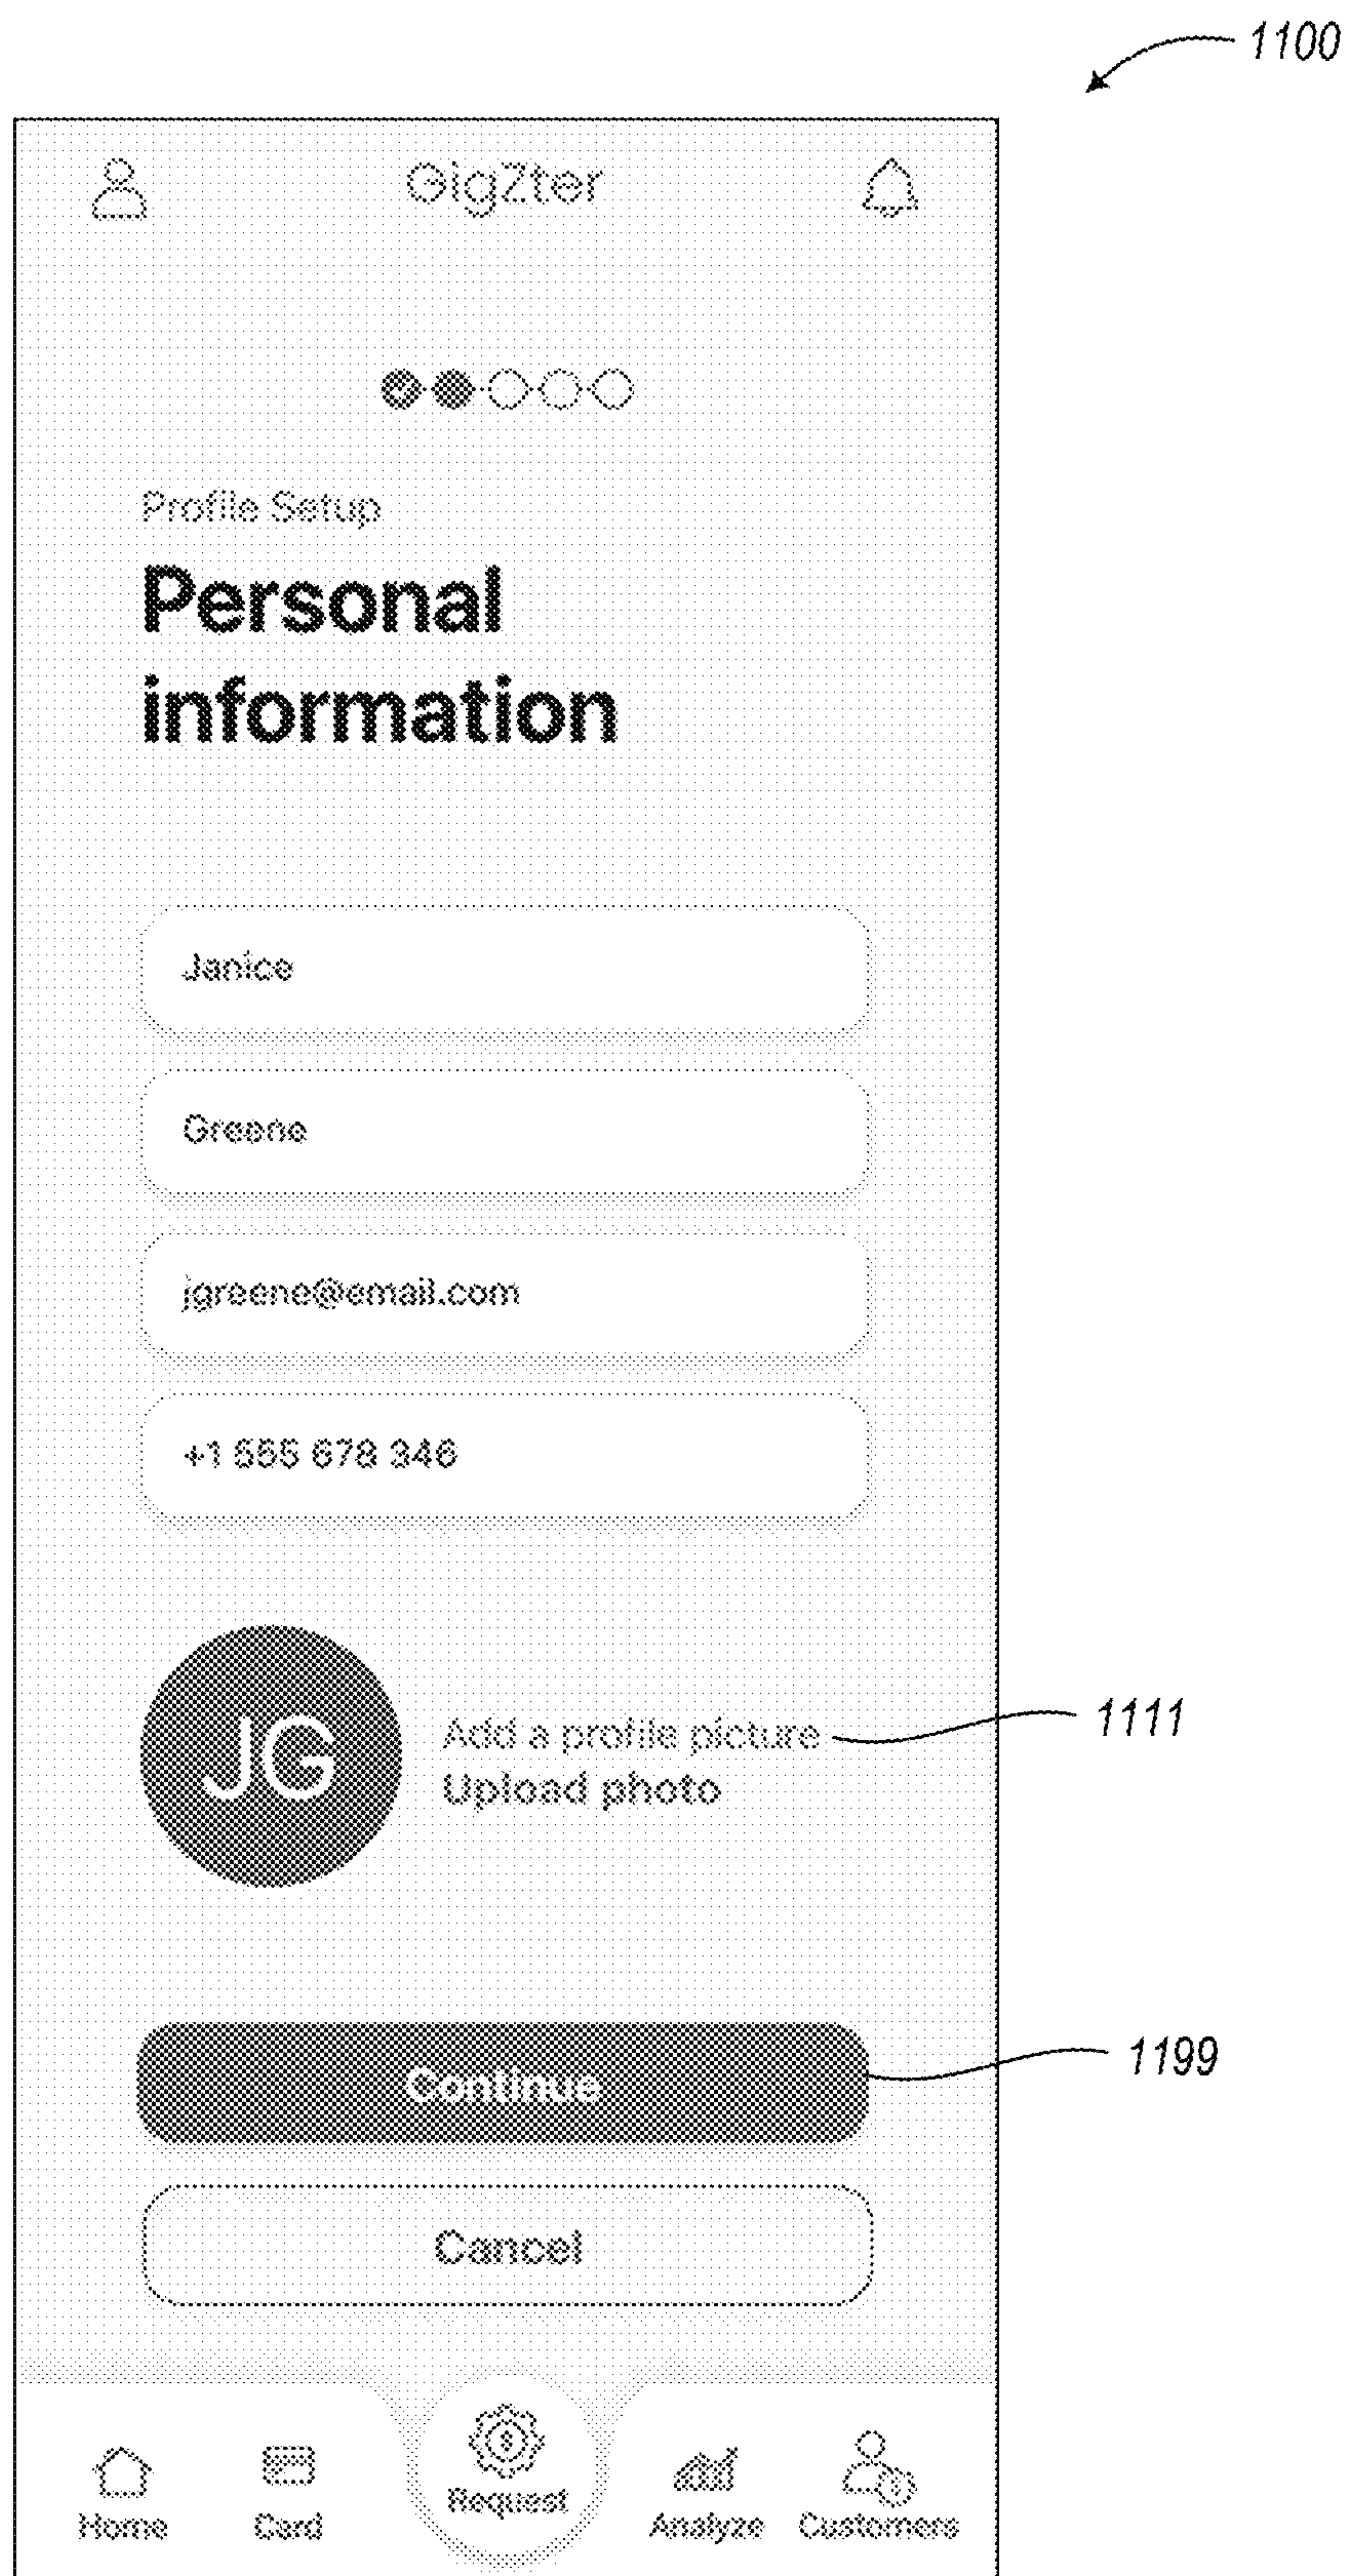 1100
GigZter
Profile Setup
Personal
information
Janice
Greene
jgreene@email.com
+1 555 678 346
JG
Add a profile picture
1111
Upload photo
Continue
1199
Cancel
Home Card Request Analyze Customers